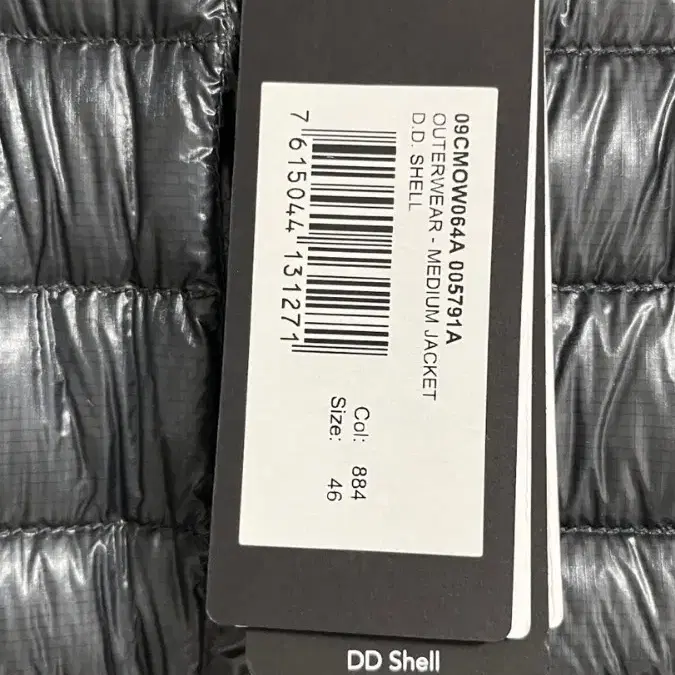 09CMOW064A 005791A
OUTERWEAR - MEDIUM JACKET
D.D. SHELL
7 615044 131271
Col: 884
Size: 46
DD Shell